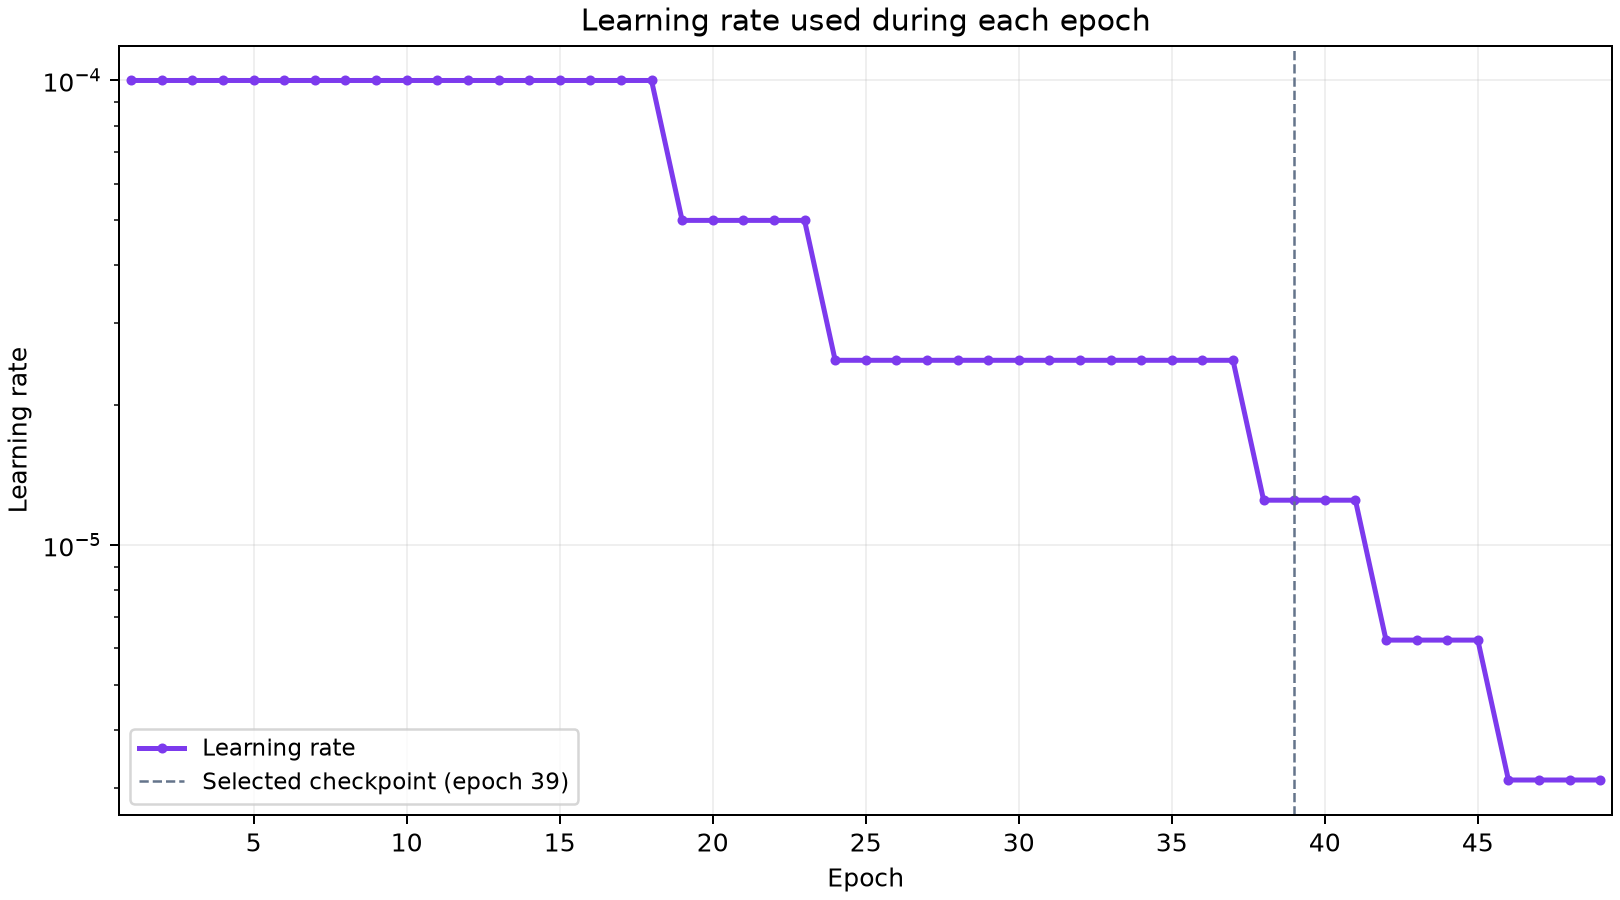 Learning rate used during each epoch
Learning rate
10⁻⁴
10⁻⁵
Learning rate
Selected checkpoint (epoch 39)
5 10 15 20 25 30 35 40 45
Epoch